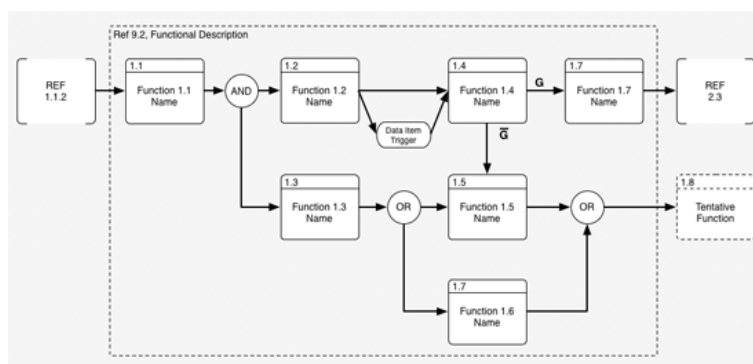 Ref 9.2, Functional Description
REF
1.1.2
1.1
Function 1.1
Name
AND
1.2
Function 1.2
Name
Data Item
Trigger
1.4
Function 1.4
Name
G
G̅
1.7
Function 1.7
Name
REF
2.3
1.3
Function 1.3
Name
OR
1.5
Function 1.5
Name
OR
1.8
Tentative
Function
1.7
Function 1.6
Name